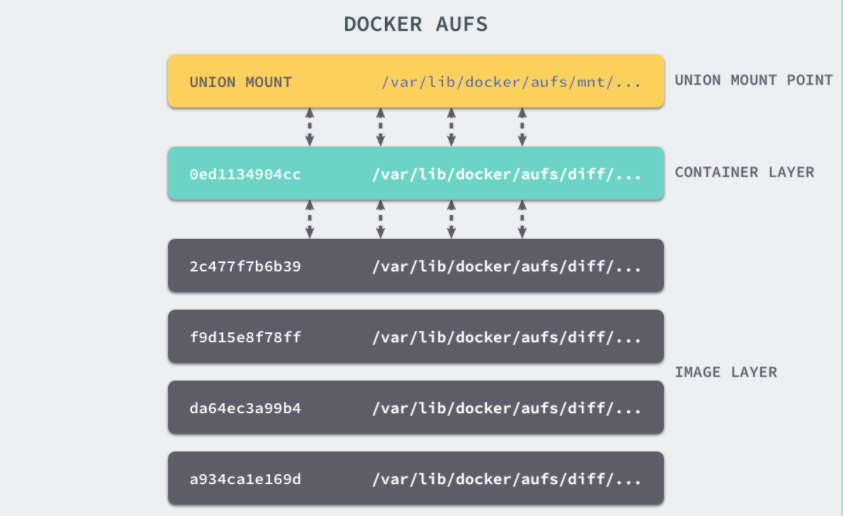 DOCKER AUFS
UNION MOUNT /var/lib/docker/aufs/mnt/... UNION MOUNT POINT
0ed1134904cc /var/lib/docker/aufs/diff/... CONTAINER LAYER
2c477f7b6b39 /var/lib/docker/aufs/diff/...
f9d15e8f78ff /var/lib/docker/aufs/diff/...
IMAGE LAYER
da64ec3a99b4 /var/lib/docker/aufs/diff/...
a934ca1e169d /var/lib/docker/aufs/diff/...